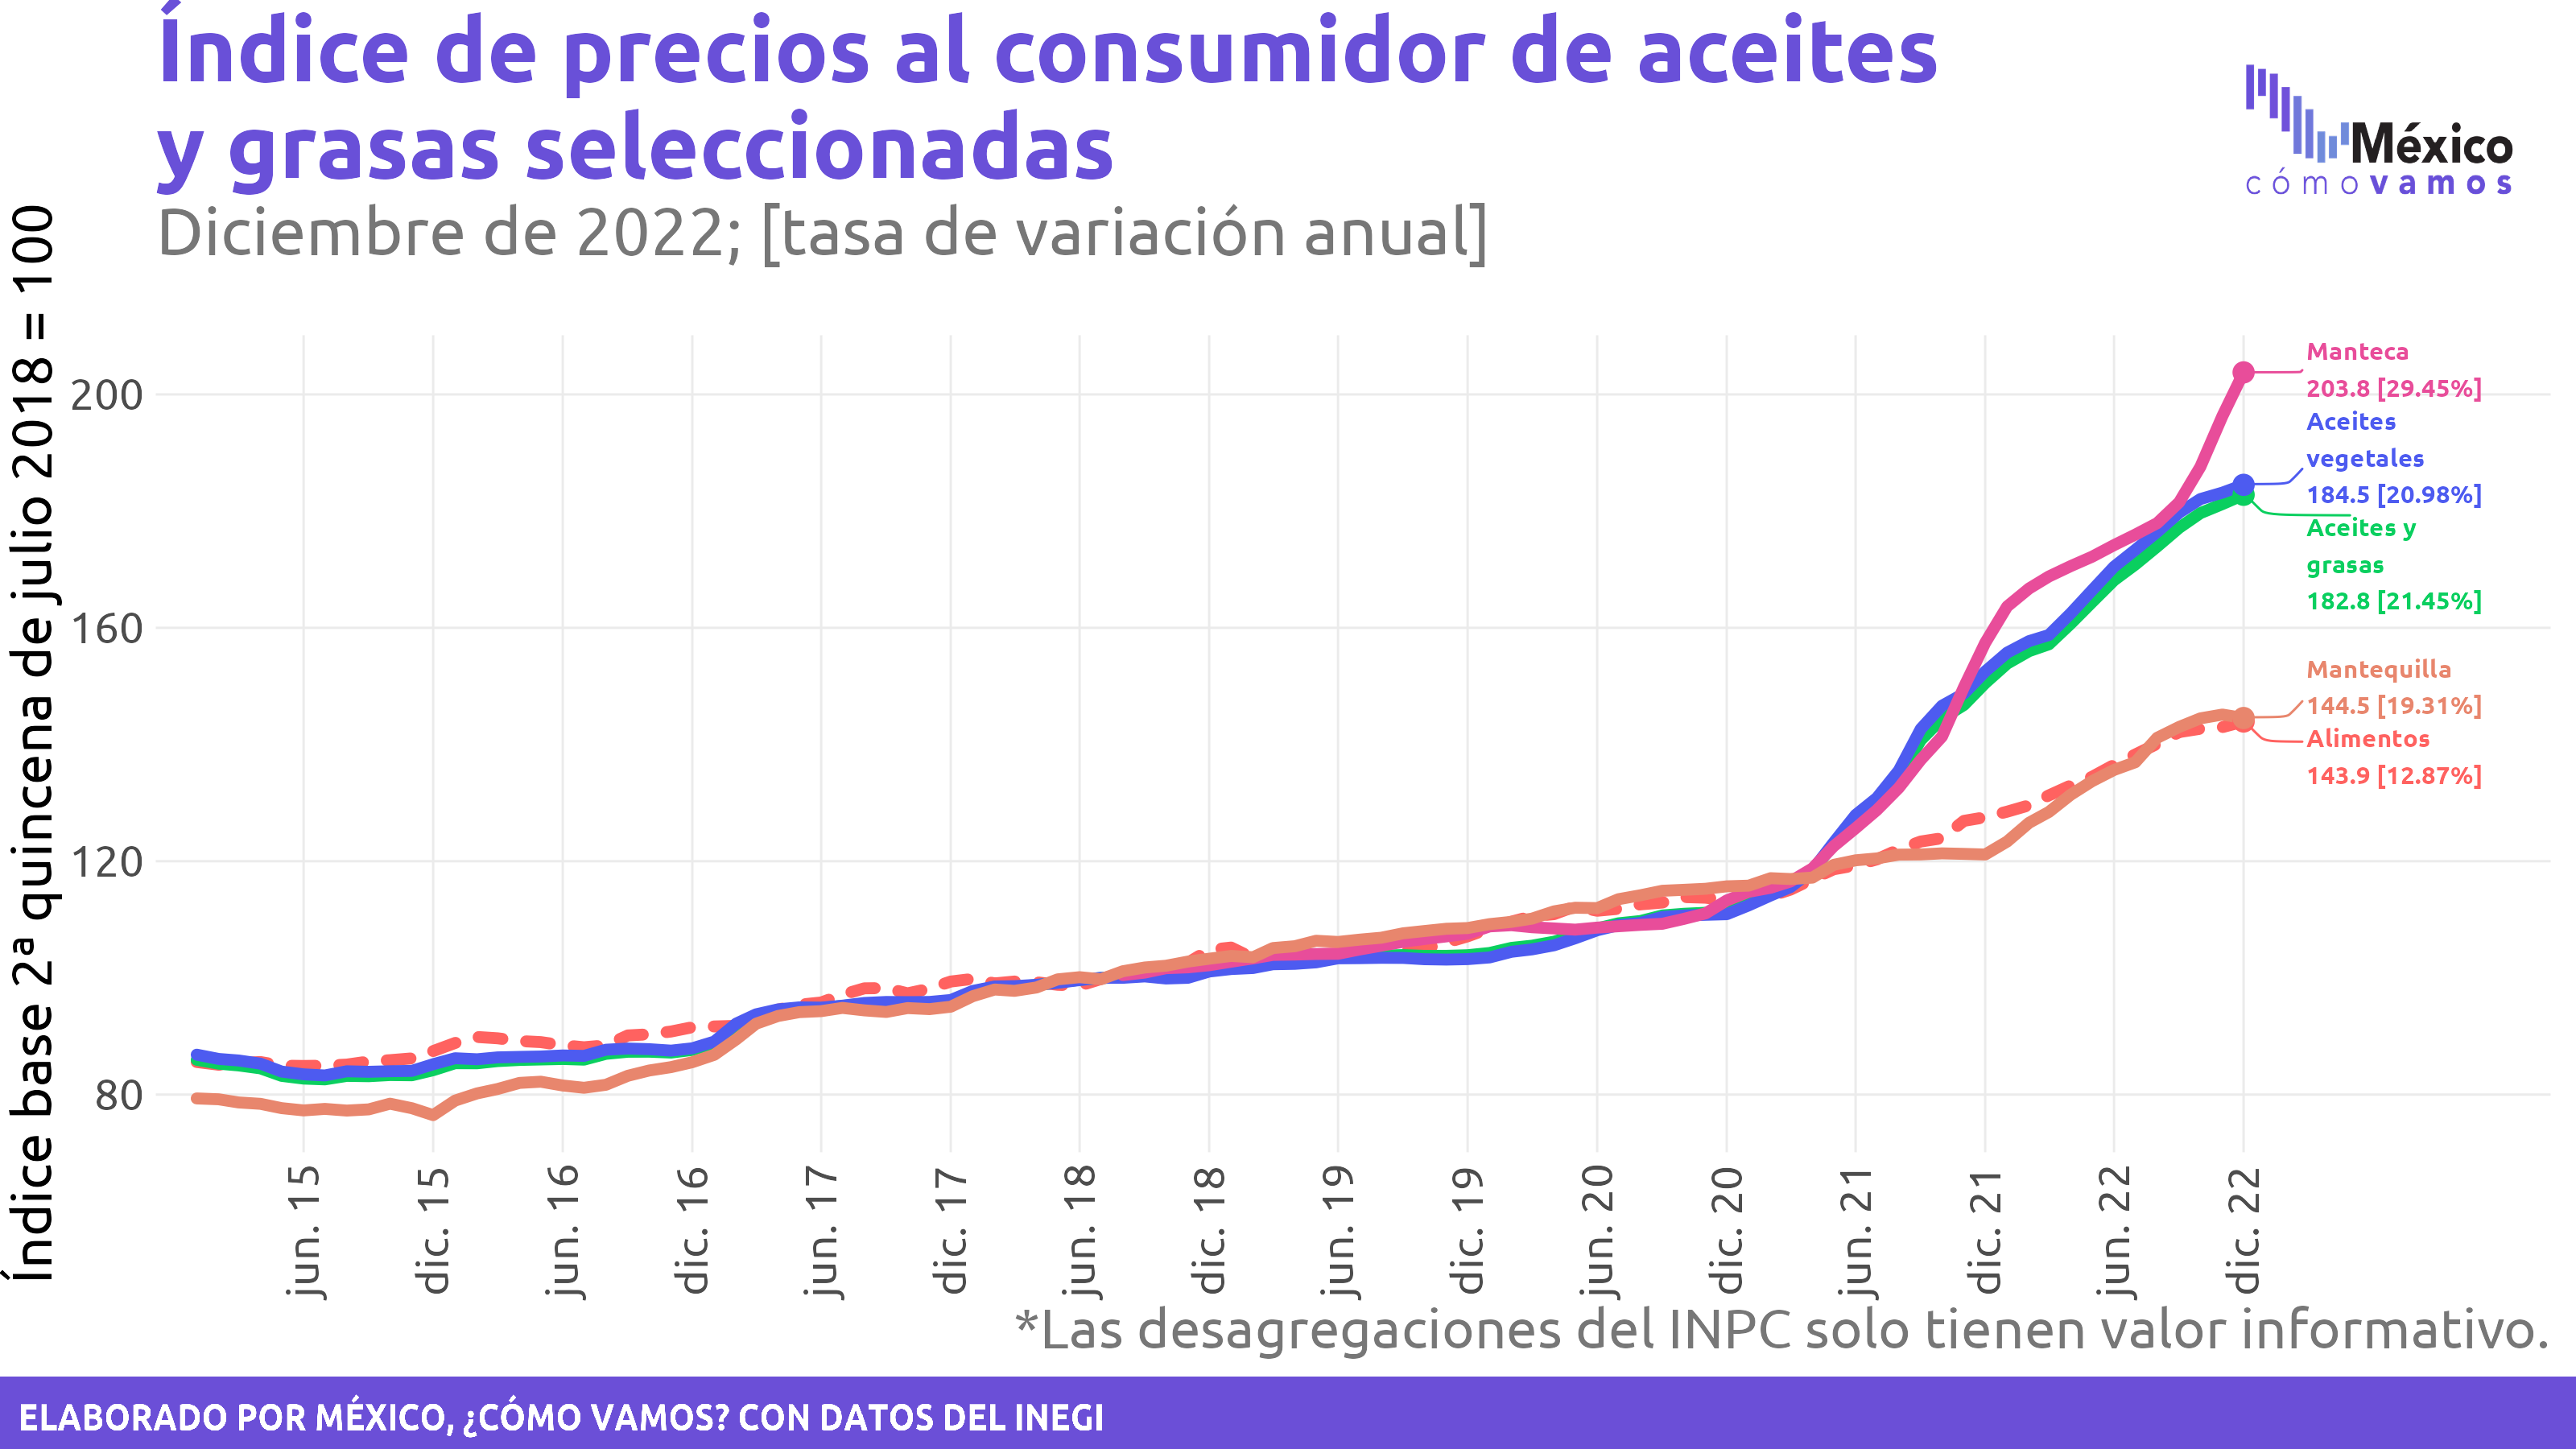 Índice de precios al consumidor de aceites
y grasas seleccionadas
Diciembre de 2022; [tasa de variación anual]
México
cómovamos
Índice base 2ª quincena de julio 2018 = 100
200
160
120
80
Manteca
203.8 [29.45%]
Aceites
vegetales
184.5 [20.98%]
Aceites y
grasas
182.8 [21.45%]
Mantequilla
144.5 [19.31%]
Alimentos
143.9 [12.87%]
jun. 15
dic. 15
jun. 16
dic. 16
jun. 17
dic. 17
jun. 18
dic. 18
jun. 19
dic. 19
jun. 20
dic. 20
jun. 21
dic. 21
jun. 22
dic. 22
*Las desagregaciones del INPC solo tienen valor informativo.
ELABORADO POR MÉXICO, ¿CÓMO VAMOS? CON DATOS DEL INEGI